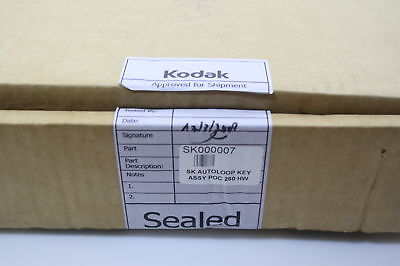 Kodak
Approved for Shipment
Date:
Signature
Part SK000007
Part Description: SK AUTOLOOP KEY
ASSY PDC 260 HW
Notes
1.
2.
Sealed